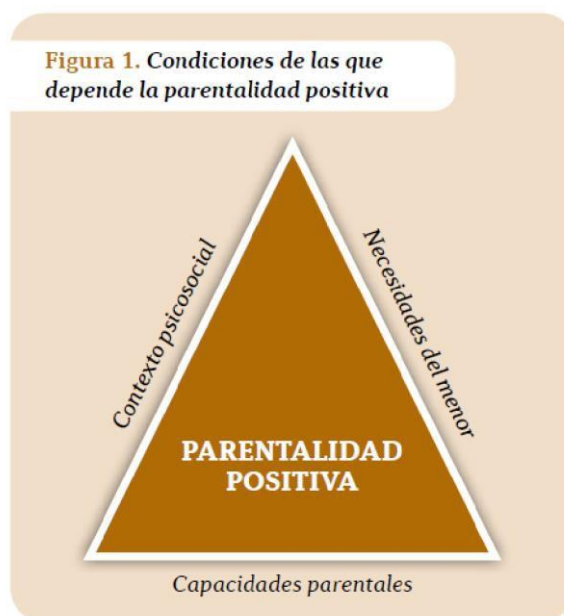 Figura 1. Condiciones de las que
depende la parentalidad positiva
Contexto psicosocial
Necesidades del menor
PARENTALIDAD
POSITIVA
Capacidades parentales